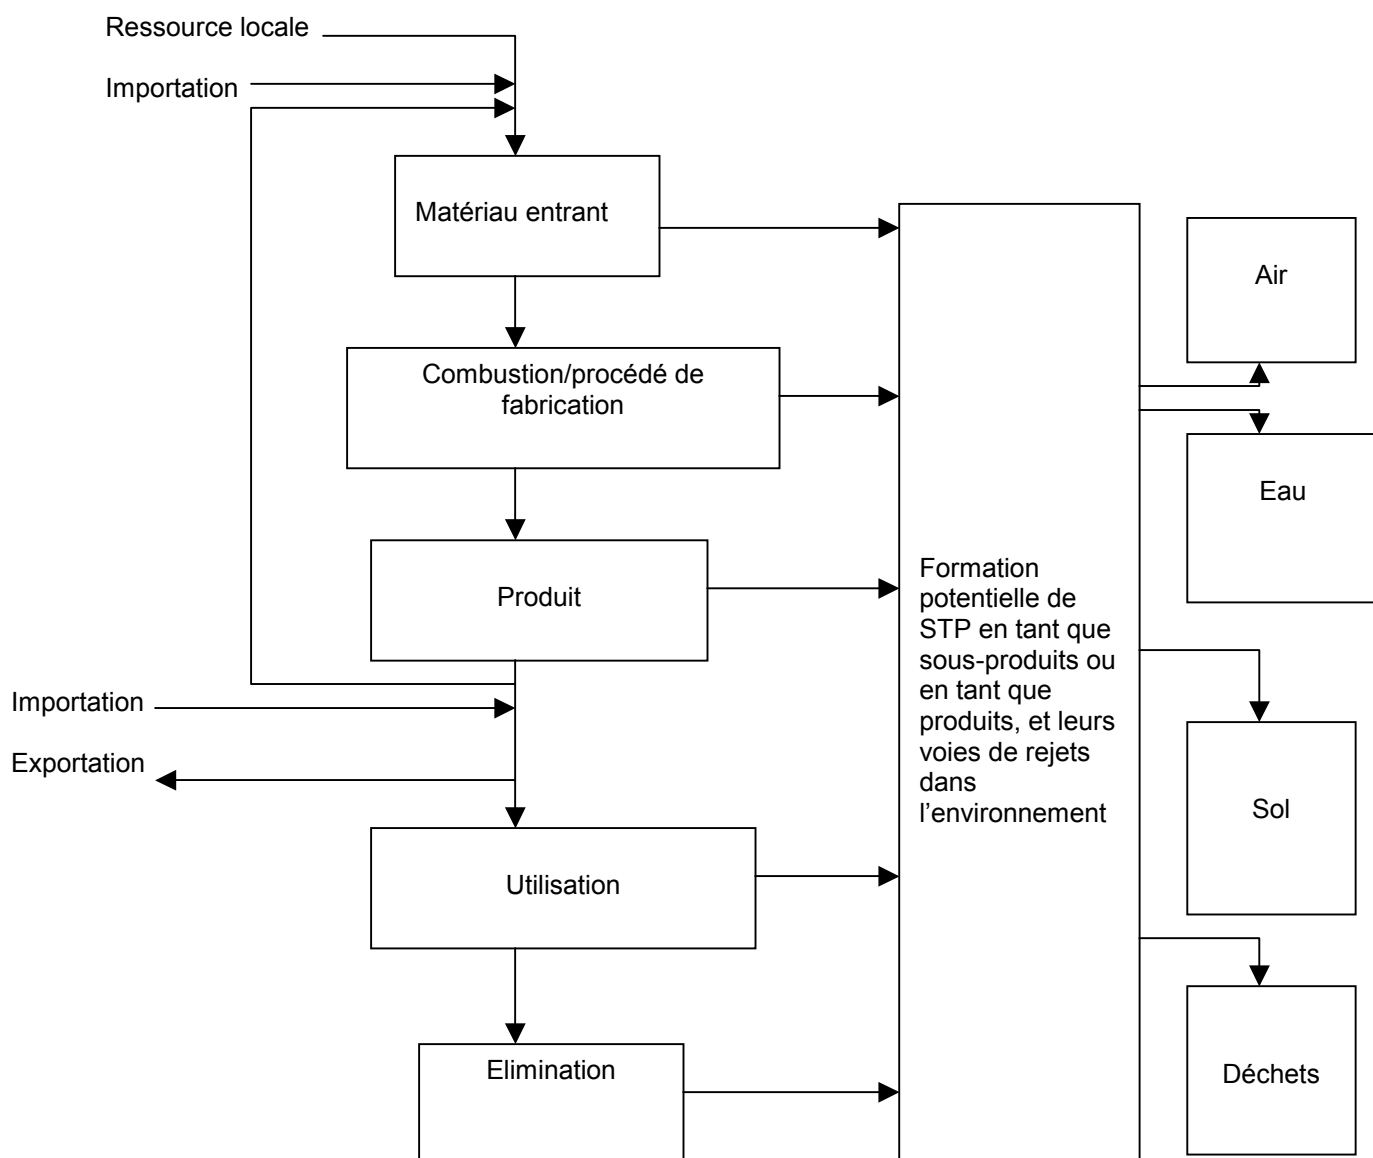 Ressource locale
Importation
Matériau entrant
Combustion/procédé de
fabrication
Produit
Importation
Exportation
Utilisation
Elimination
Formation
potentielle de
STP en tant que
sous-produits ou
en tant que
produits, et leurs
voies de rejets
dans
l’environnement
Air
Eau
Sol
Déchets